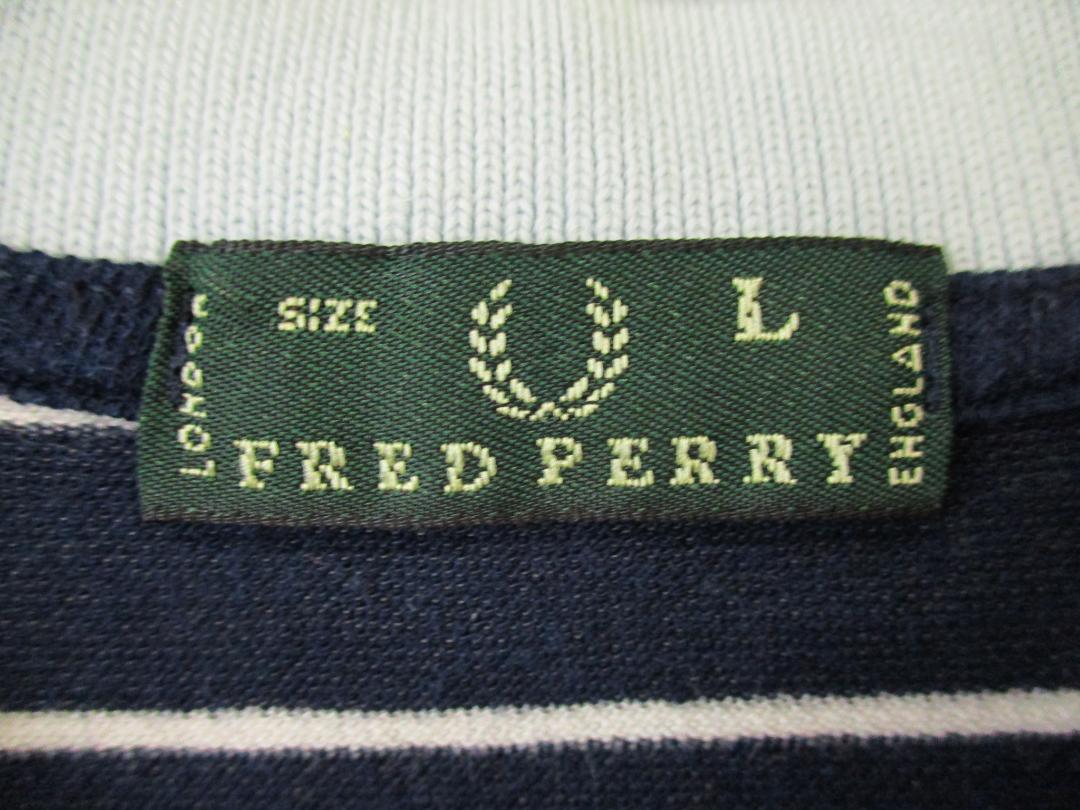 SIZE L
FRED PERRY
LONDON
ENGLAND